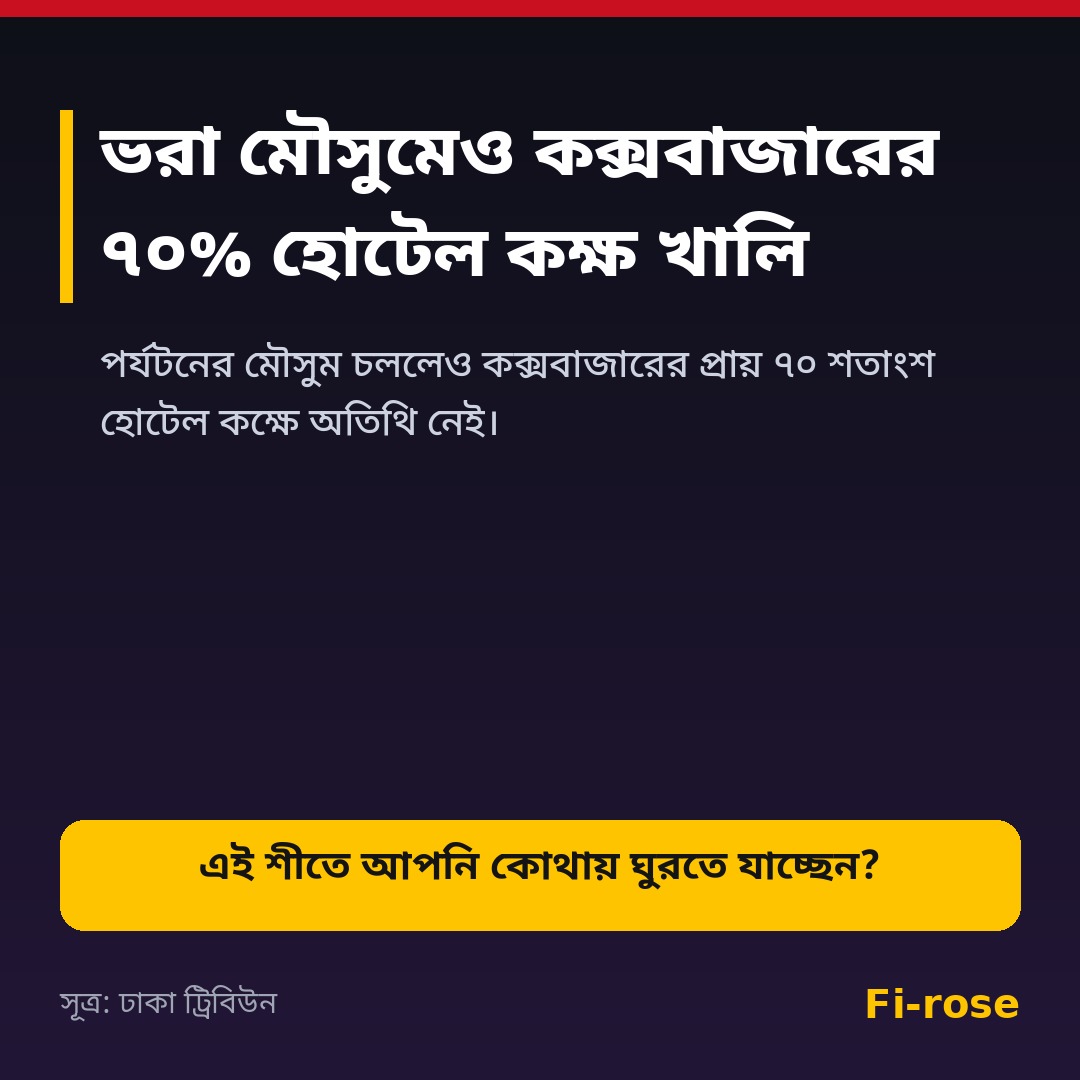 ভরা মৌসুমেও কক্সবাজারের
৭০% হোটেল কক্ষ খালি
পর্যটনের মৌসুম চললেও কক্সবাজারের প্রায় ৭০ শতাংশ
হোটেল কক্ষে অতিথি নেই।
এই শীতে আপনি কোথায় ঘুরতে যাচ্ছেন?
সূত্র: ঢাকা ট্রিবিউন
Fi-rose